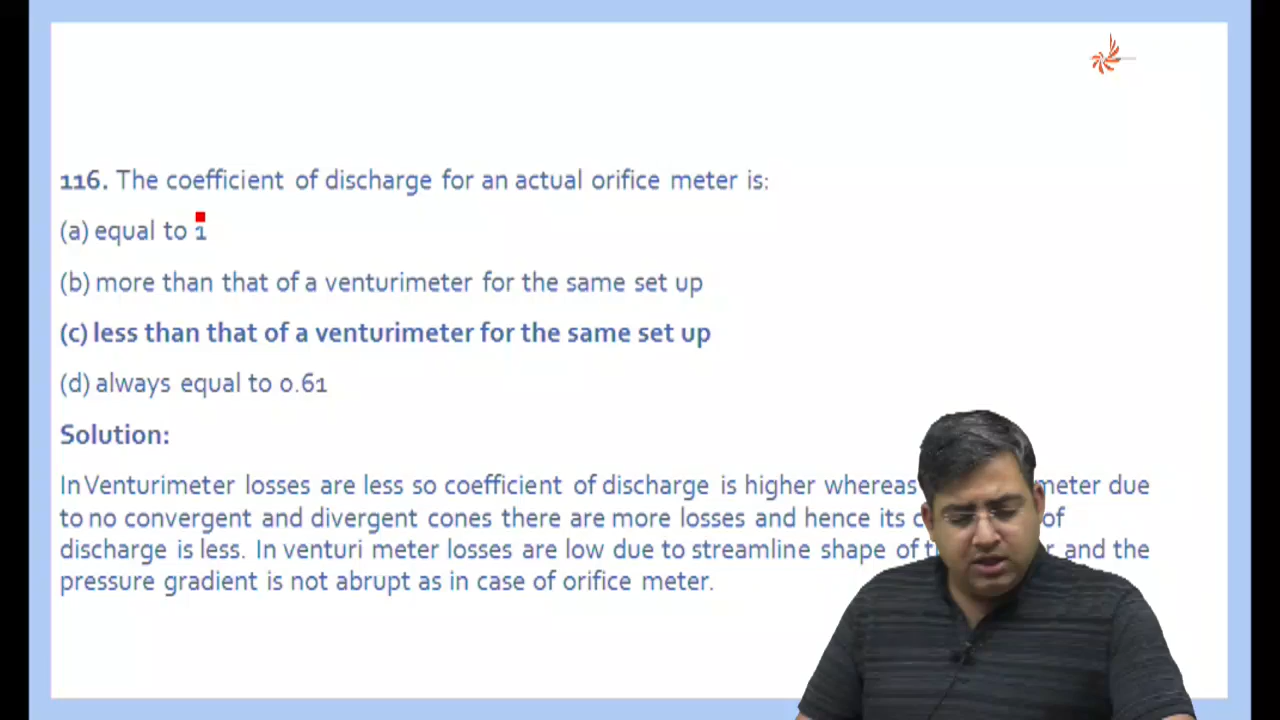 116. The coefficient of discharge for an actual orifice meter is:
(a) equal to 1
(b) more than that of a venturimeter for the same set up
(c) less than that of a venturimeter for the same set up
(d) always equal to 0.61
Solution:
In Venturimeter losses are less so coefficient of discharge is higher whereas meter due
to no convergent and divergent cones there are more losses and hence its of
discharge is less. In venturi meter losses are low due to streamline shape of and the
pressure gradient is not abrupt as in case of orifice meter.